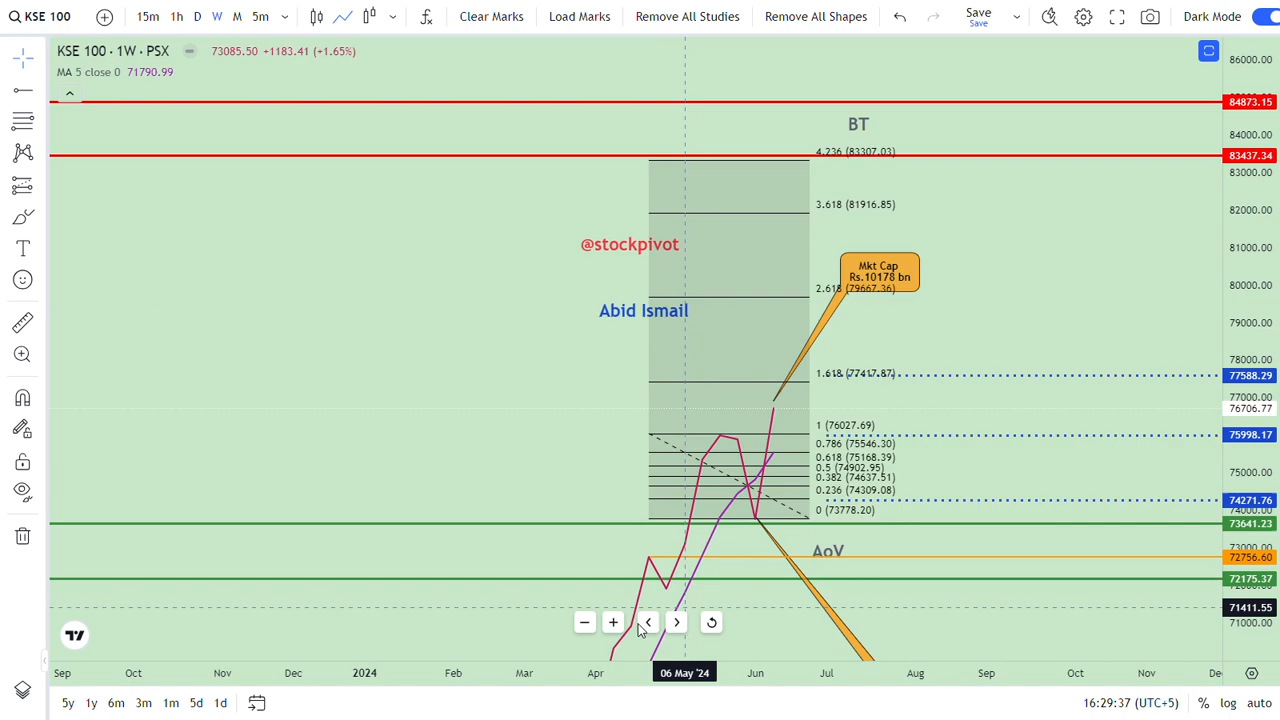 KSE 100 15m 1h D W M 5m Clear Marks Load Marks Remove All Studies Remove All Shapes Save Dark Mode
Save
KSE 100 · 1W · PSX 73085.50 +1183.41 (+1.65%)
MA 5 close 0 71790.99
86000.00
84873.15
BT
84000.00
4.236 (83307.03)
83437.34
83000.00
3.618 (81916.85)
82000.00
@stockpivot
81000.00
Mkt Cap
Rs.10178 bn
2.618 (79667.36)
80000.00
Abid Ismail
79000.00
78000.00
1.618 (77417.87)
77588.29
77000.00
76706.77
1 (76027.69)
75998.17
0.786 (75546.30)
0.618 (75168.39)
0.5 (74902.95)
75000.00
0.382 (74637.51)
0.236 (74309.08)
74271.76
0 (73778.20)
74000.00
73641.23
AoV
73000.00
72756.60
72175.37
71411.55
71000.00
Sep Oct Nov Dec 2024 Feb Mar Apr 06 May '24 Jun Jul Aug Sep Oct Nov De
5y 1y 6m 3m 1m 5d 1d 16:29:37 (UTC+5) % log auto